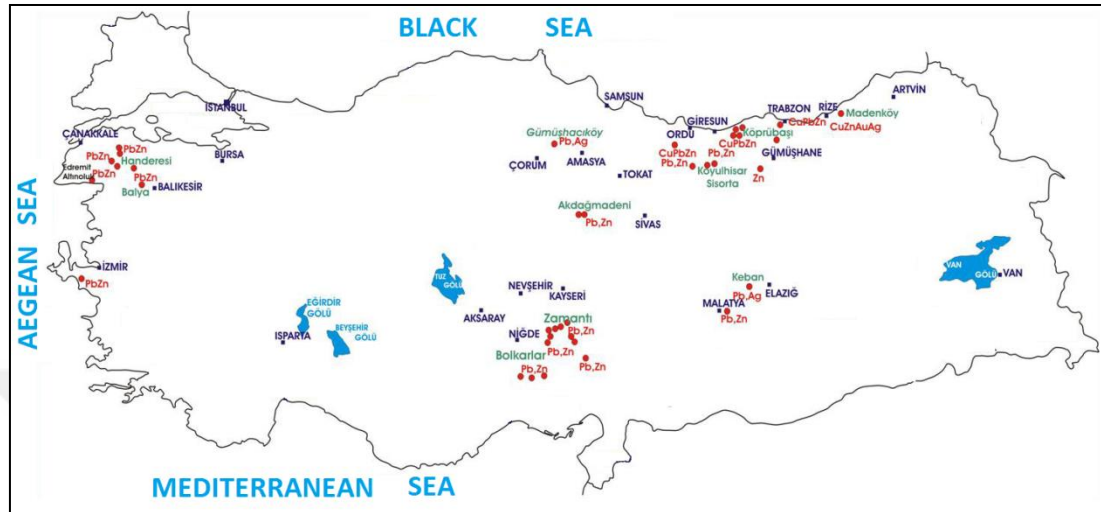 BLACK SEA
ARTVİN
SAMSUN
TRABZON
RİZE
Madenköy
İSTANBUL
GİRESUN
CuPbZn
CuZnAuAg
ÇANAKKALE
Gümüşhacıköy
ORDU
Köprübaşı
PbZn
Pb,Ag
CuPbZn
CuPbZn
PbZn
Handeresi
BURSA
ÇORUM
AMASYA
Pb,Zn
Pb,Zn
GÜMÜŞHANE
Edremit
Altınoluk
PbZn
PbZn
TOKAT
Koyulhisar
Sisorta
Zn
Balya
BALIKESİR
Akdağmadeni
Pb,Zn
SİVAS
AEGEAN SEA
İZMİR
PbZn
TUZ
GÖLÜ
NEVŞEHİR
KAYSERİ
Keban
Pb,Ag
ELAZIĞ
VAN
GÖLÜ
VAN
EĞİRDİR
GÖLÜ
AKSARAY
MALATYA
Pb,Zn
ISPARTA
BEYŞEHİR
GÖLÜ
NİĞDE
Zamantı
Pb,Zn
Pb,Zn
Bolkarlar
Pb,Zn
Pb,Zn
MEDITERRANEAN SEA